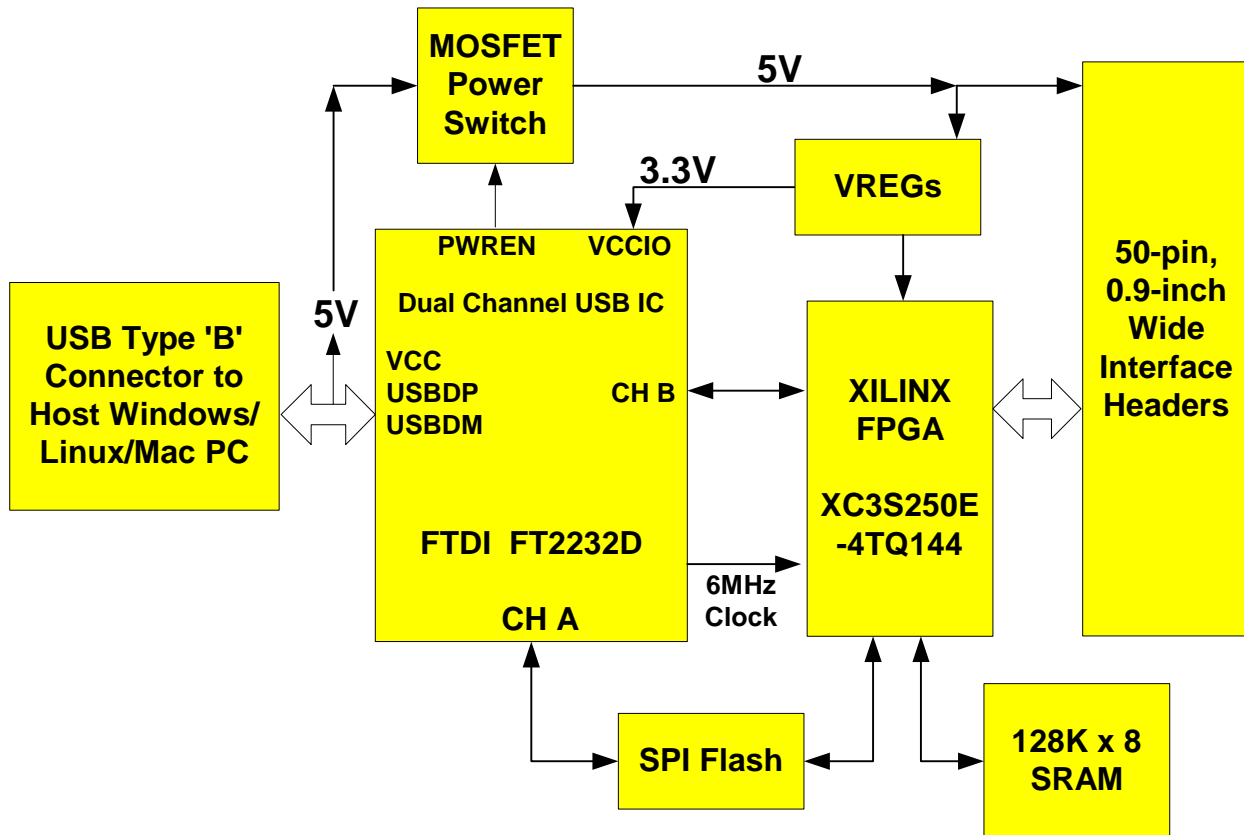 MOSFET
Power
Switch
5V
3.3V
VREGs
PWREN VCCIO
Dual Channel USB IC
5V
USB Type 'B'
Connector to
Host Windows/
Linux/Mac PC
VCC
USBDP
USBDM
CH B
FTDI FT2232D
CH A
6MHz
Clock
XILINX
FPGA
XC3S250E
-4TQ144
50-pin,
0.9-inch
Wide
Interface
Headers
SPI Flash
128K x 8
SRAM